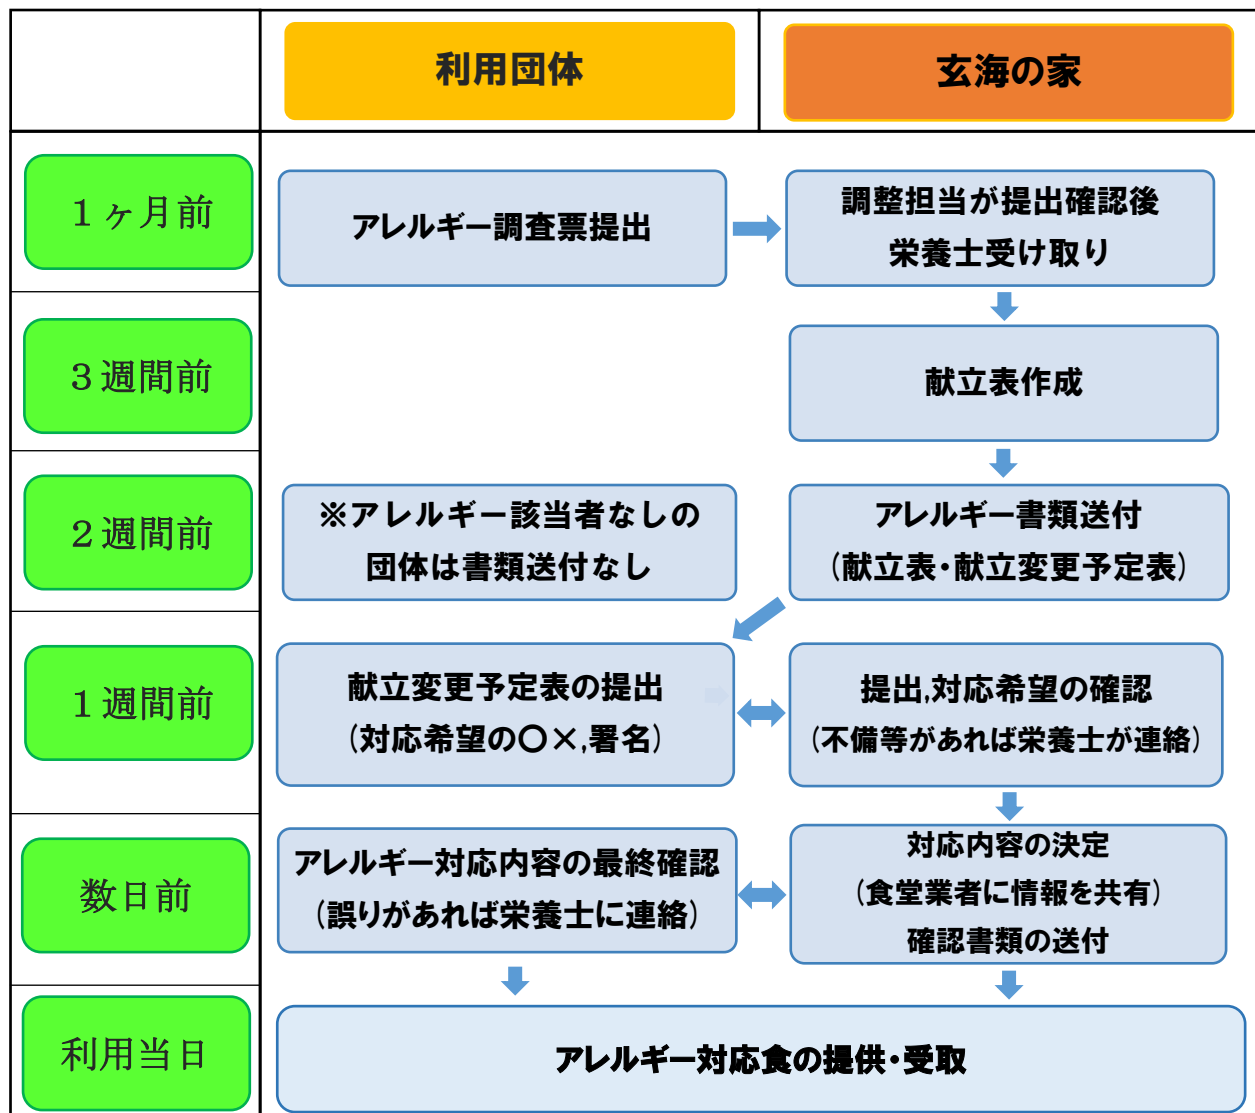 利用団体
玄海の家
１ヶ月前
アレルギー調査票提出
調整担当が提出確認後
栄養士受け取り
３週間前
献立表作成
２週間前
※アレルギー該当者なしの
団体は書類送付なし
アレルギー書類送付
(献立表・献立変更予定表)
１週間前
献立変更予定表の提出
(対応希望の〇×,署名)
提出,対応希望の確認
(不備等があれば栄養士が連絡)
数日前
アレルギー対応内容の最終確認
(誤りがあれば栄養士に連絡)
対応内容の決定
(食堂業者に情報を共有)
確認書類の送付
利用当日
アレルギー対応食の提供・受取